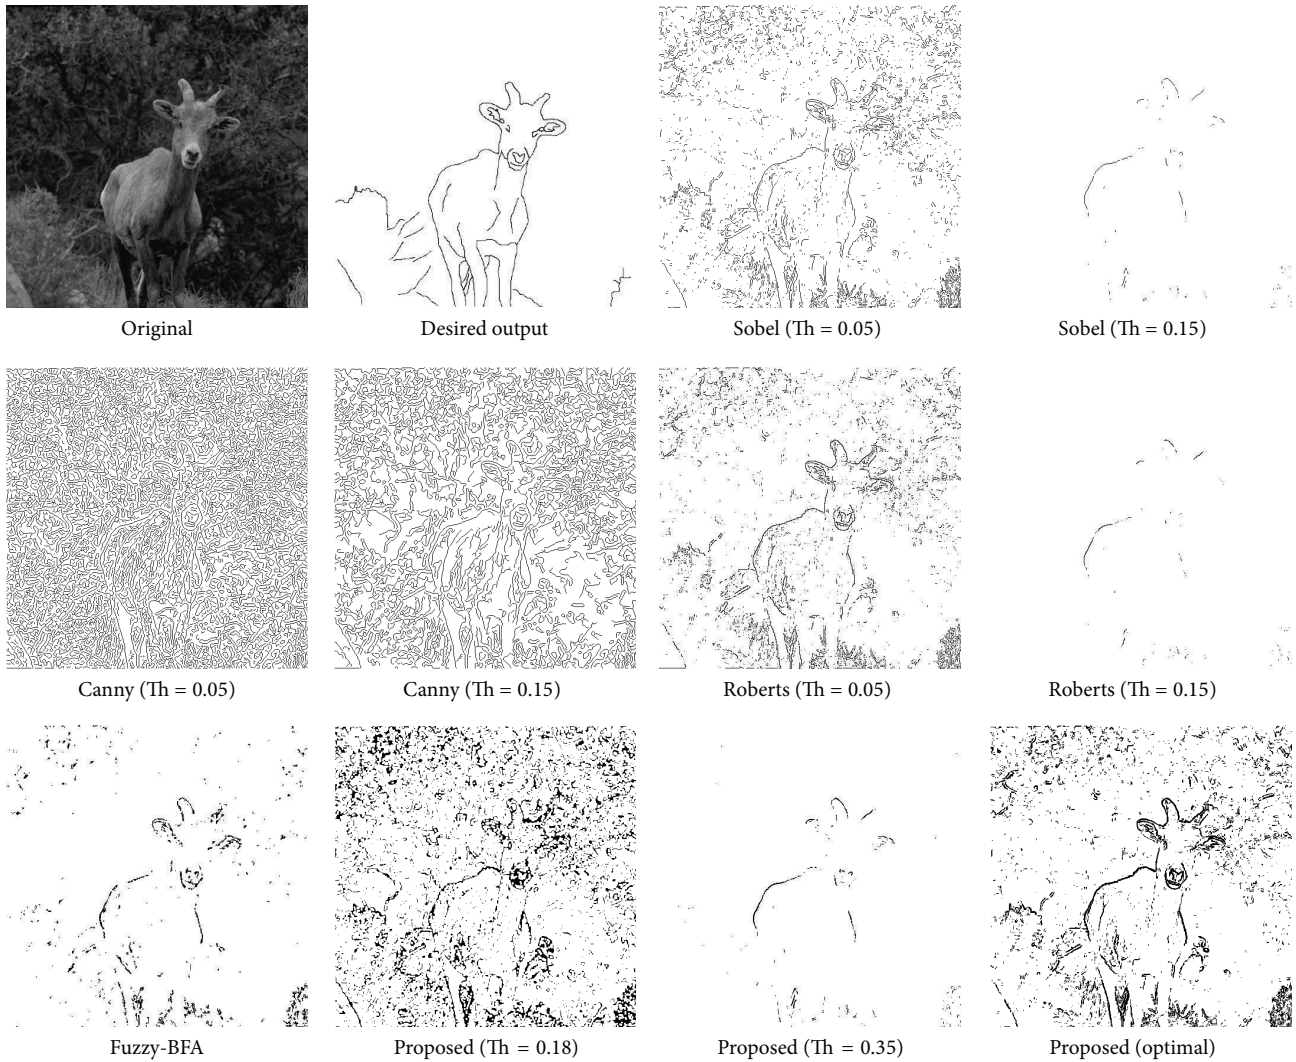 Original
Desired output
Sobel (Th = 0.05)
Sobel (Th = 0.15)
Canny (Th = 0.05)
Canny (Th = 0.15)
Roberts (Th = 0.05)
Roberts (Th = 0.15)
Fuzzy-BFA
Proposed (Th = 0.18)
Proposed (Th = 0.35)
Proposed (optimal)